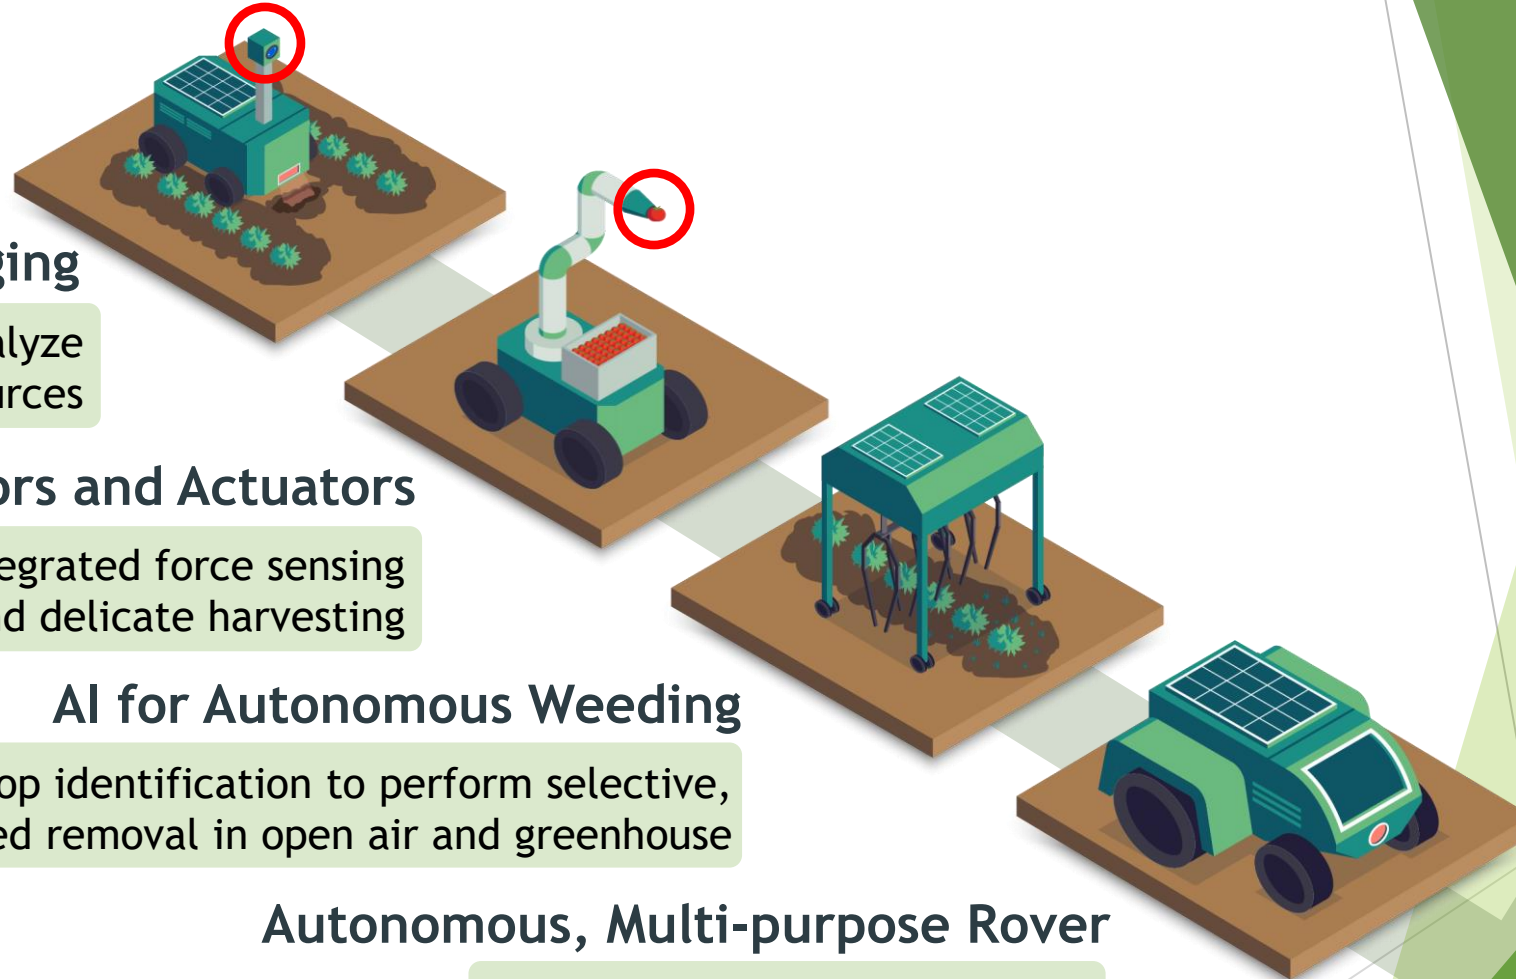 ging
alyze
urces
ors and Actuators
egrated force sensing
nd delicate harvesting
AI for Autonomous Weeding
op identification to perform selective,
ed removal in open air and greenhouse
Autonomous, Multi-purpose Rover